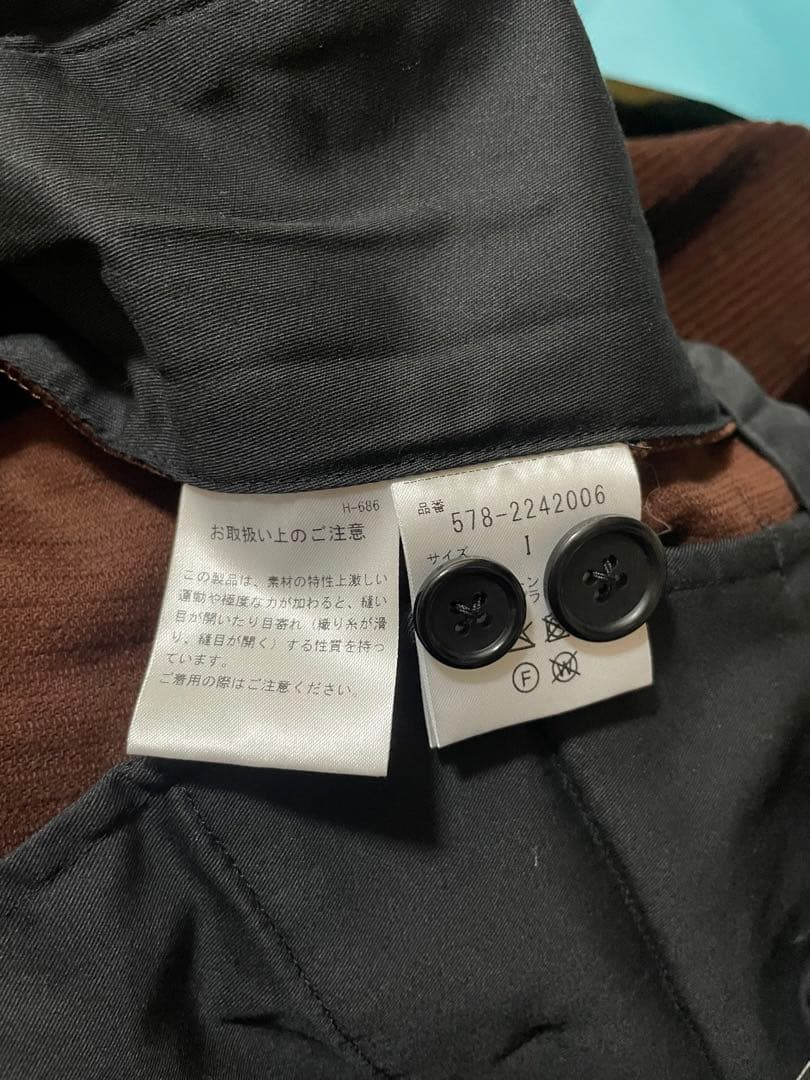 H-686
お取扱い上のご注意
この製品は、素材の特性上激しい
運動や極度な力が加わると、縫い
目が開いたり目寄れ（織り糸が滑
り、縫目が開く）する性質を持っ
ています。
ご着用の際はご注意ください。
品番
578-2242006
サイズ
I
ン
ラ
F W